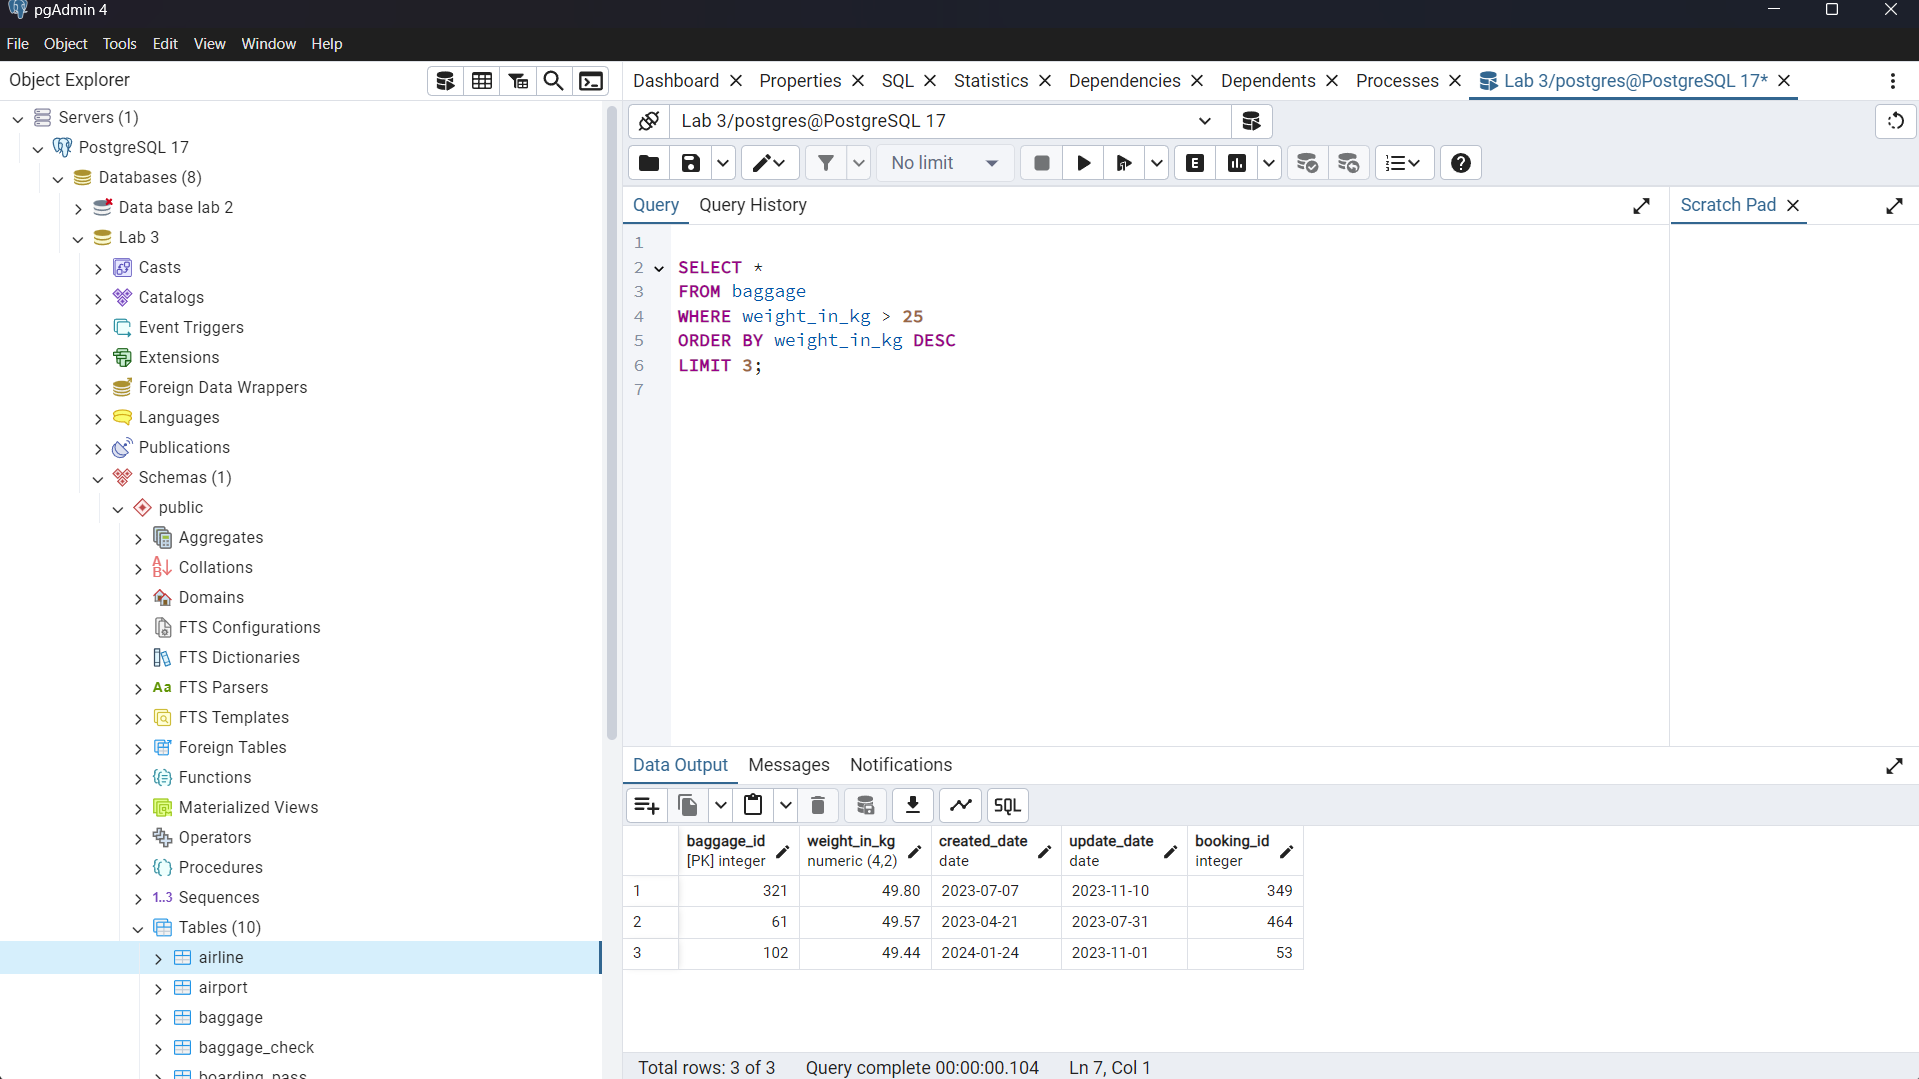 pgAdmin 4
File Object Tools Edit View Window Help
Object Explorer
Dashboard Properties SQL Statistics Dependencies Dependents Processes Lab 3/postgres@PostgreSQL 17*
Servers (1)
PostgreSQL 17
Databases (8)
Data base lab 2
Lab 3
Casts
Catalogs
Event Triggers
Extensions
Foreign Data Wrappers
Languages
Publications
Schemas (1)
public
Aggregates
Collations
Domains
FTS Configurations
FTS Dictionaries
Aa FTS Parsers
FTS Templates
Foreign Tables
Functions
Materialized Views
Operators
Procedures
1..3 Sequences
Tables (10)
airline
airport
baggage
baggage_check
boarding_pass
Lab 3/postgres@PostgreSQL 17
No limit
E
Query Query History
Scratch Pad
1
2 SELECT *
3 FROM baggage
4 WHERE weight_in_kg > 25
5 ORDER BY weight_in_kg DESC
6 LIMIT 3;
7
Data Output Messages Notifications
SQL
baggage_id weight_in_kg created_date update_date booking_id
[PK] integer numeric (4,2) date date integer
1 321 49.80 2023-07-07 2023-11-10 349
2 61 49.57 2023-04-21 2023-07-31 464
3 102 49.44 2024-01-24 2023-11-01 53
Total rows: 3 of 3 Query complete 00:00:00.104 Ln 7, Col 1